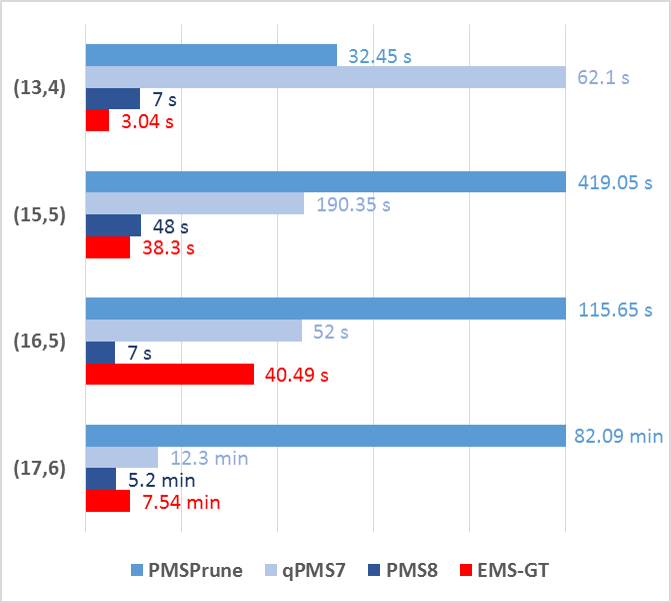 32.45 s
(13,4)
62.1 s
7 s
3.04 s
419.05 s
(15,5)
190.35 s
48 s
38.3 s
115.65 s
(16,5)
52 s
7 s
40.49 s
82.09 min
(17,6)
12.3 min
5.2 min
7.54 min
PMSPrune qPMS7 PMS8 EMS-GT